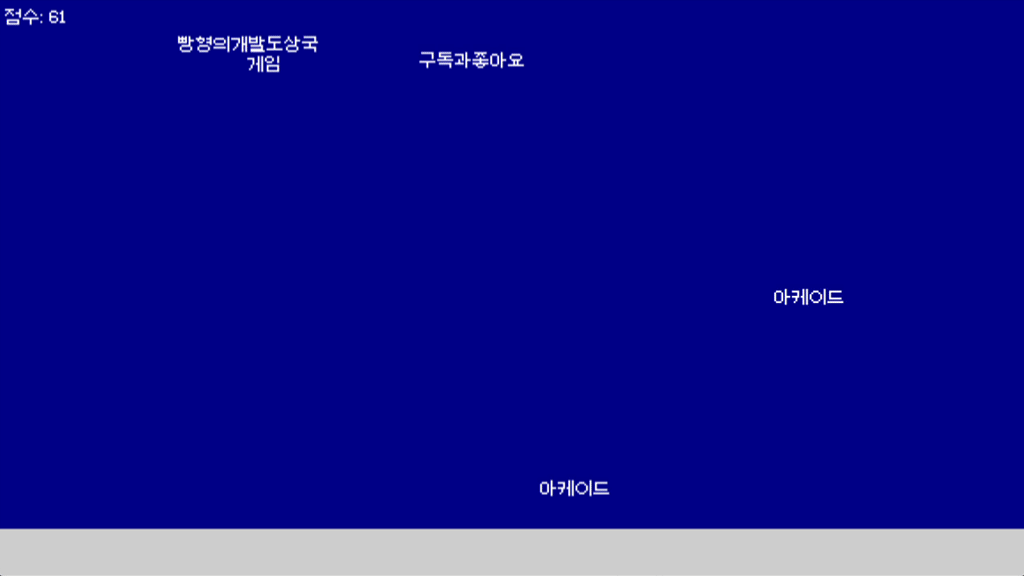 점수: 61
빵형의개발도상국
게임
구독과좋아요
아케이드
아케이드